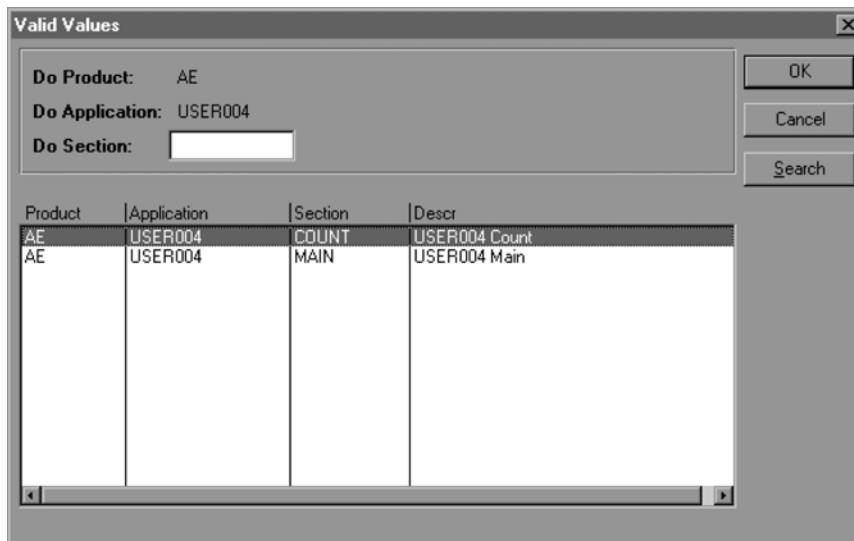 Valid Values
Do Product: AE
Do Application: USER004
Do Section:
OK
Cancel
Search
Product Application Section Descr
AE USER004 COUNT USER004 Count
AE USER004 MAIN USER004 Main